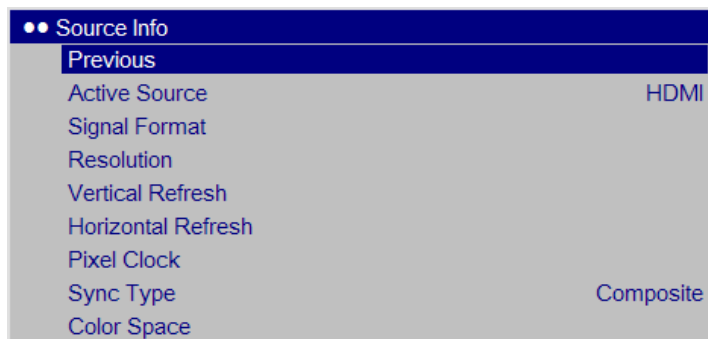 Source Info
Previous
Active Source HDMI
Signal Format
Resolution
Vertical Refresh
Horizontal Refresh
Pixel Clock
Sync Type Composite
Color Space